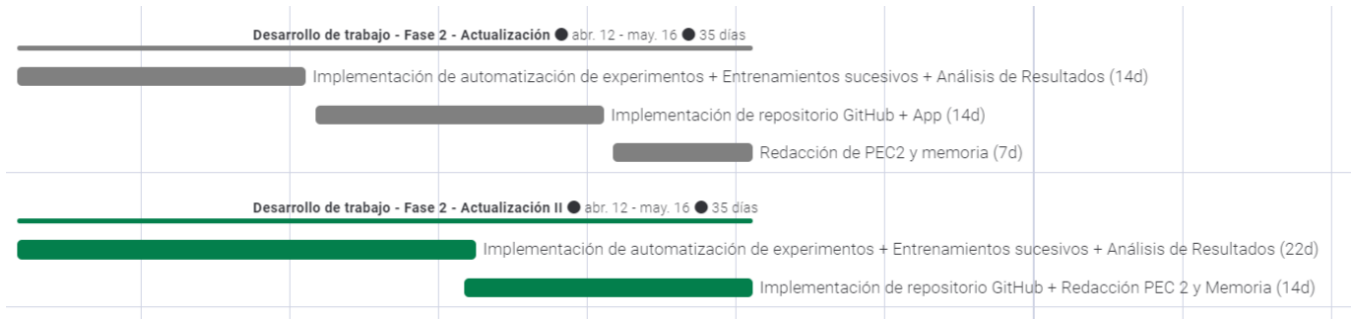 Desarrollo de trabajo - Fase 2 - Actualización ● abr. 12 - may. 16 ● 35 días
Implementación de automatización de experimentos + Entrenamientos sucesivos + Análisis de Resultados (14d)
Implementación de repositorio GitHub + App (14d)
Redacción de PEC2 y memoria (7d)
Desarrollo de trabajo - Fase 2 - Actualización II ● abr. 12 - may. 16 ● 35 días
Implementación de automatización de experimentos + Entrenamientos sucesivos + Análisis de Resultados (22d)
Implementación de repositorio GitHub + Redacción PEC 2 y Memoria (14d)